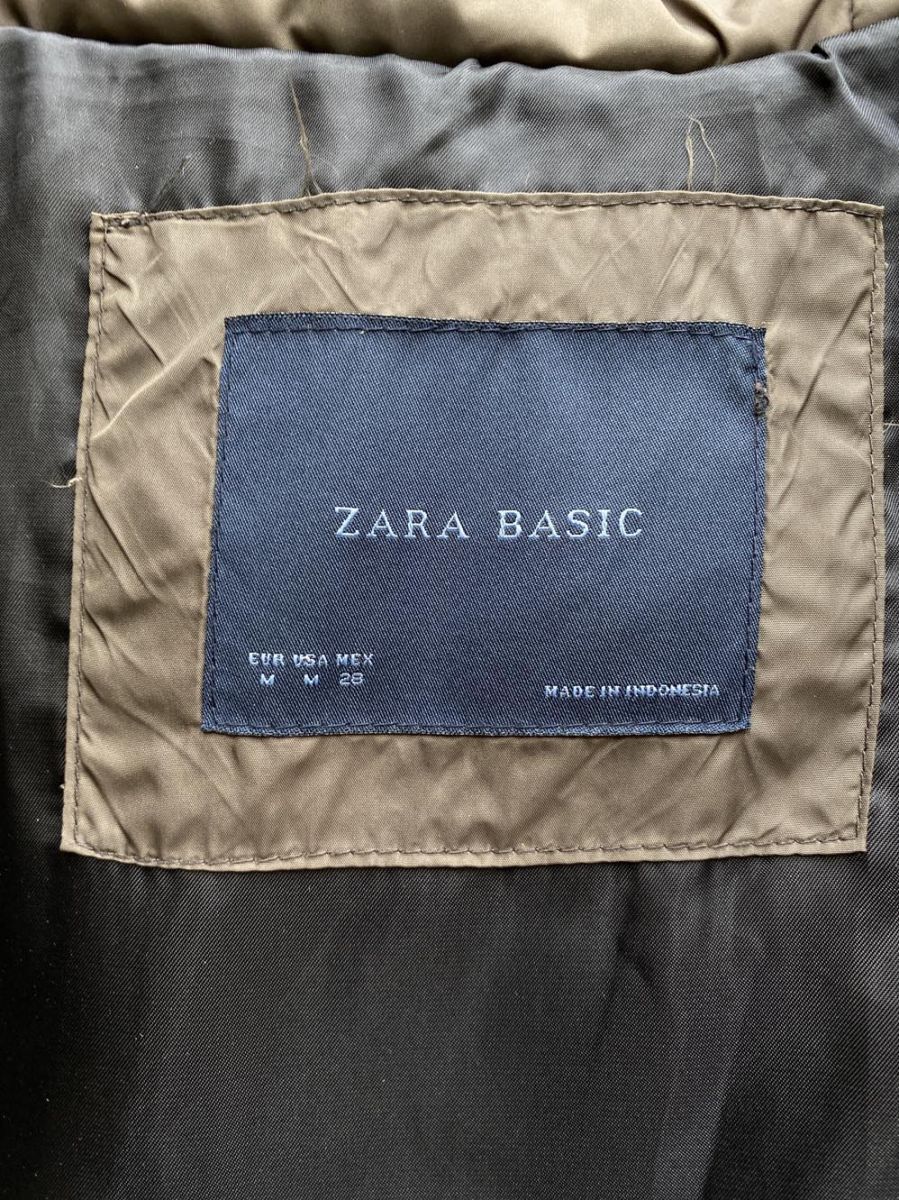 ZARA BASIC
EUR USA MEX
M M 28
MADE IN INDONESIA